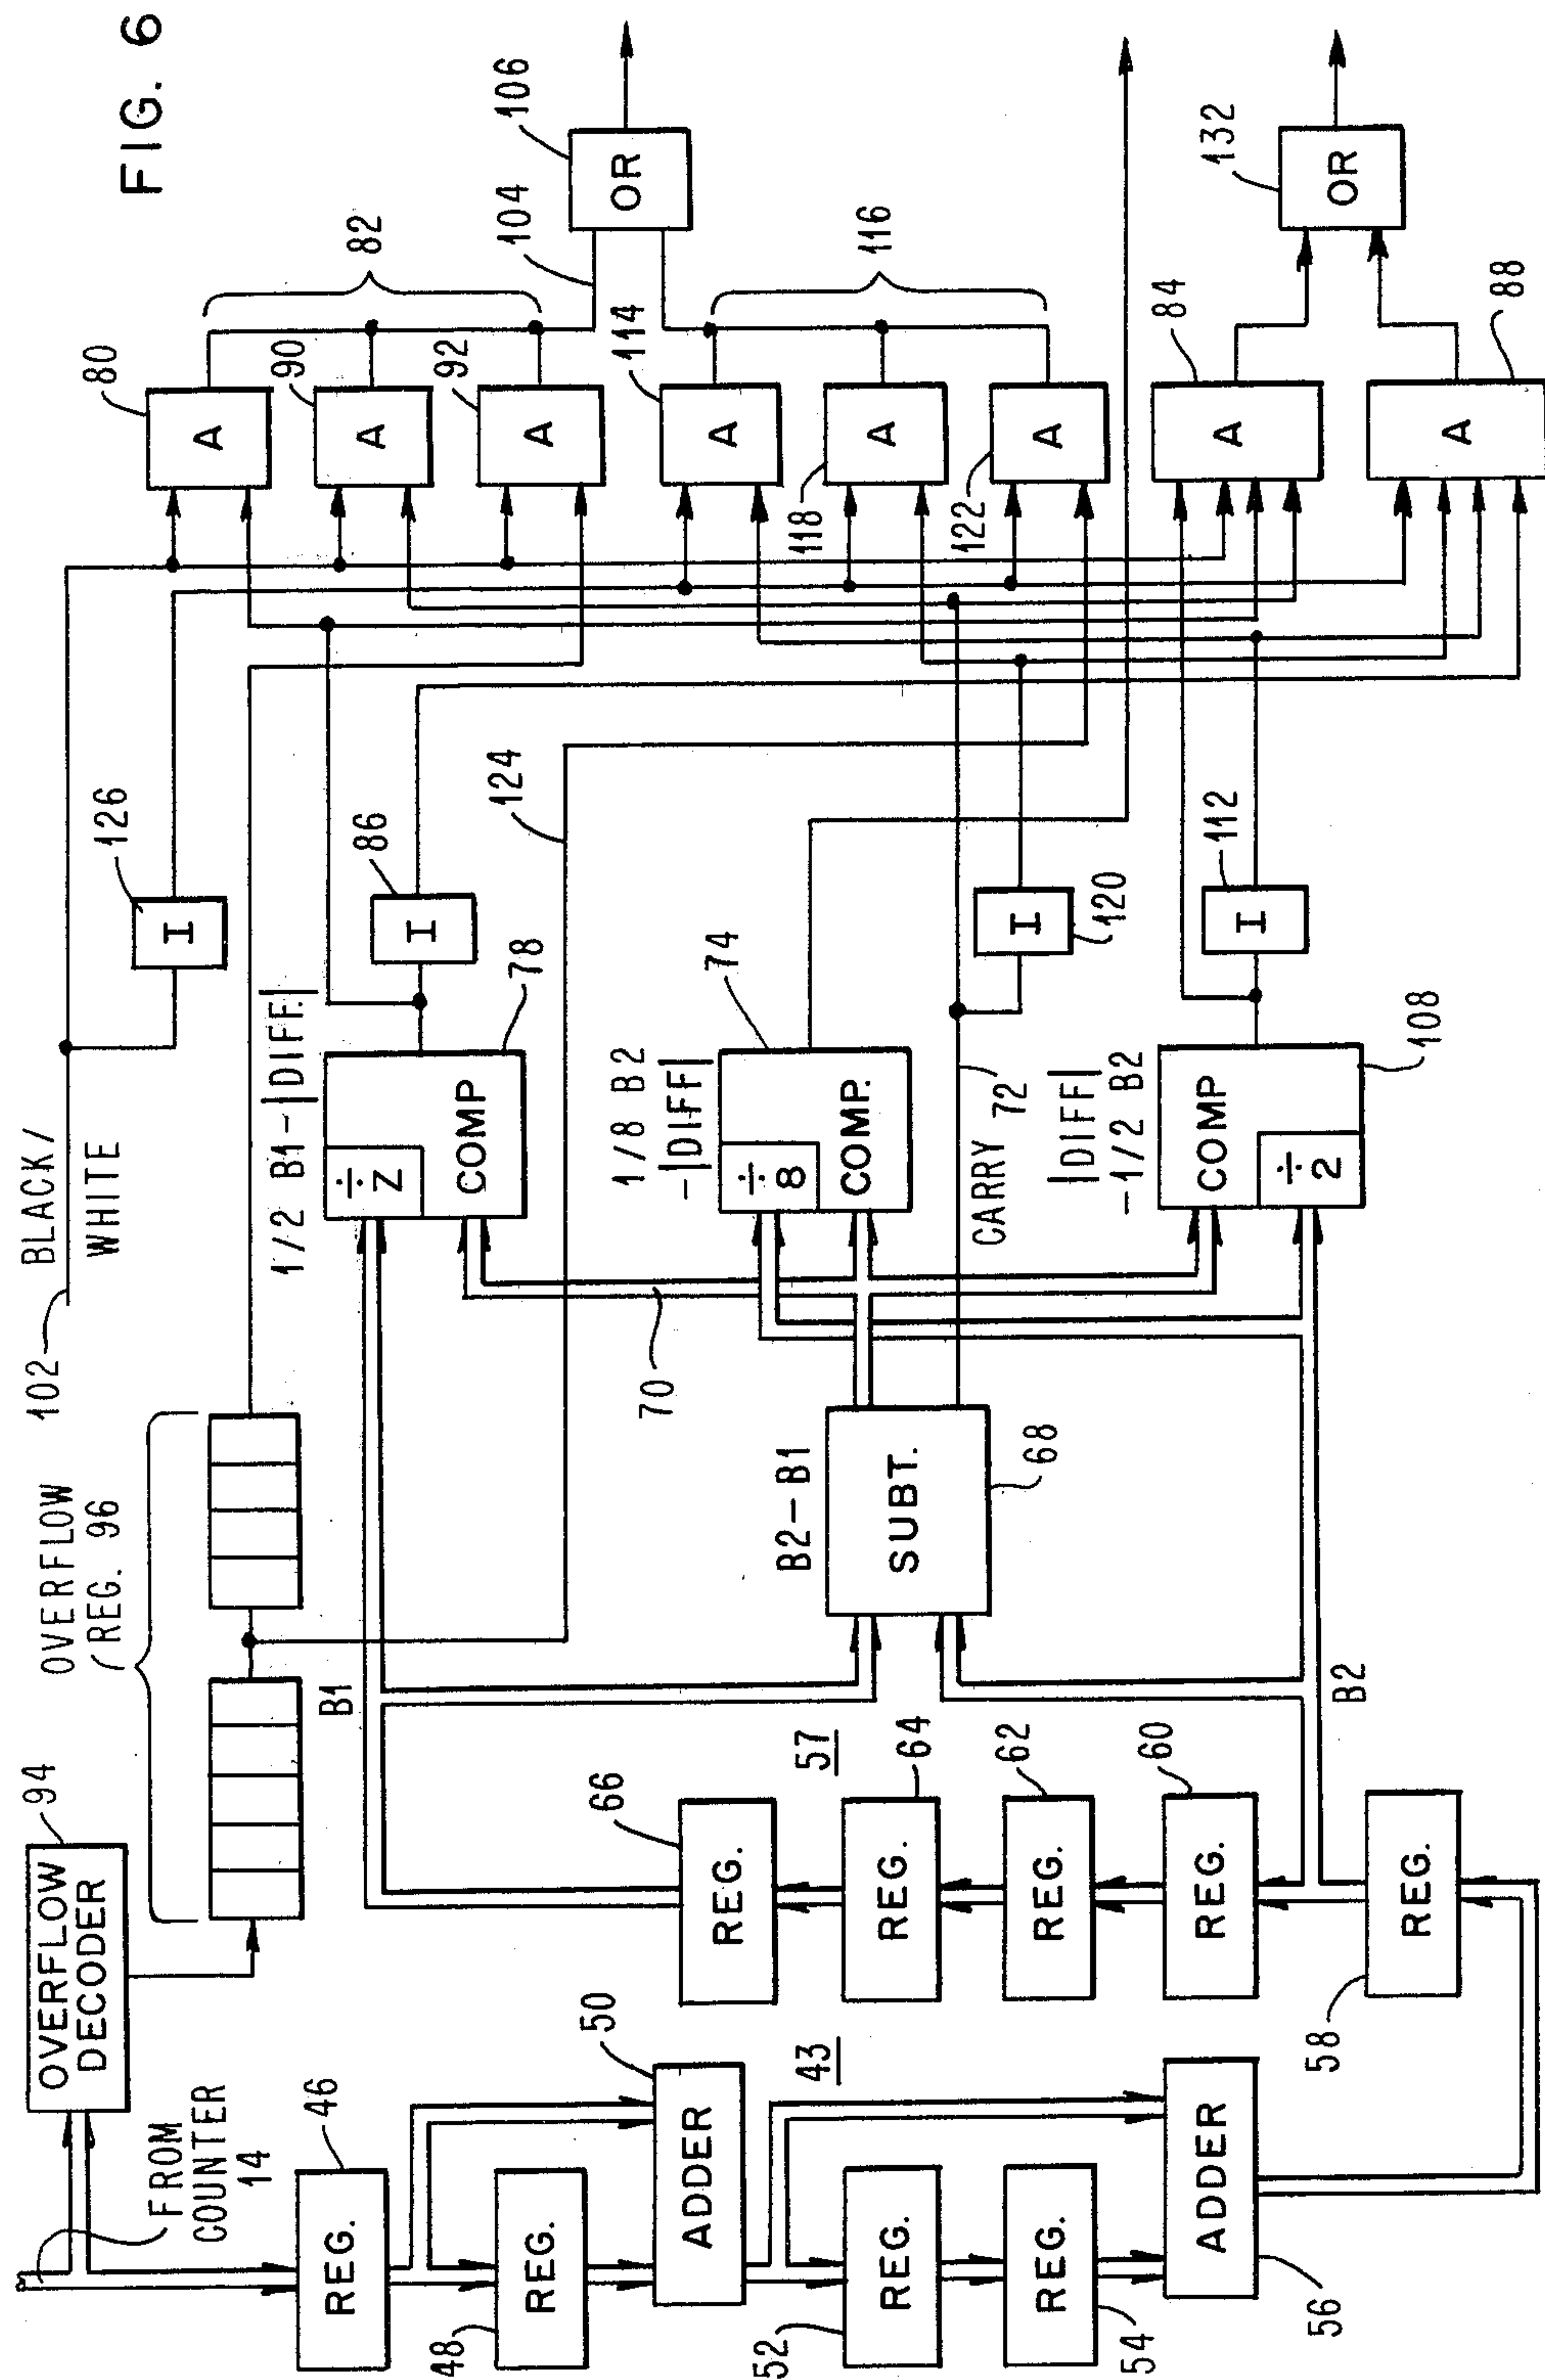 FIG. 6
102
BLACK/
WHITE
126
I
OVERFLOW
REG. 96
94
OVERFLOW
DECODER
FROM
COUNTER
14
46
REG.
48
REG.
50
ADDER
43
52
REG.
54
REG.
56
ADDER
58
REG.
60
REG.
62
REG.
64
REG.
66
REG.
57
B1
B2
B2-B1
SUBT.
68
70
CARRY
72
1/2 B1-|DIFF|
÷
Z
COMP
78
86
I
124
1/8 B2
-|DIFF|
÷
8
COMP.
74
120
I
|DIFF|
-1/2 B2
COMP
÷
2
108
112
I
80
A
90
A
92
A
82
114
A
118
A
122
A
116
84
A
88
A
104
106
OR
132
OR